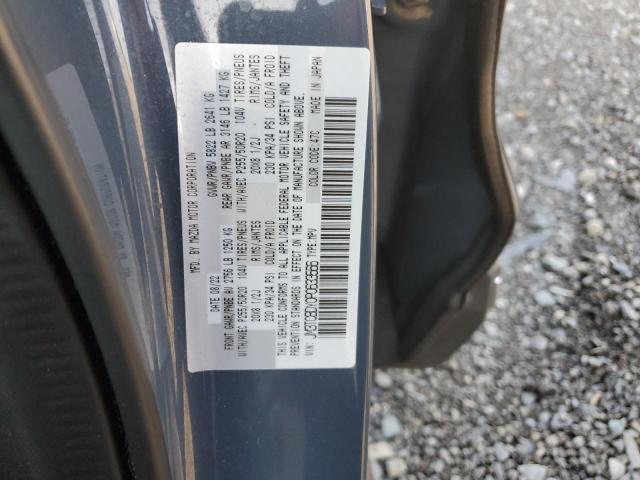 MFD. BY MAZDA MOTOR CORPORATION
DATE 08/22 GVWR/PNBV 5822 LB 2641 KG
FRONT GAWR/PNBE AV 2756 LB 1250 KG REAR GAWR/PNBE AR 3146 LB 1427 KG
WITH/AVEC P255/50R20 104V TIRES/PNEUS WITH/AVEC P255/50R20 104V TIRES/PNEUS
20X8 1/2J RIMS/JANTES 20X8 1/2J RIMS/JANTES
230 KPA/34 PSI COLD/A FROID 230 KPA/34 PSI COLD/A FROID
THIS VEHICLE CONFORMS TO ALL APPLICABLE FEDERAL MOTOR VEHICLE SAFETY AND THEFT
PREVENTION STANDARDS IN EFFECT ON THE DATE OF MANUFACTURE SHOWN ABOVE.
COLOR CODE 47C MADE IN JAPAN
VIN: TYPE:MPV